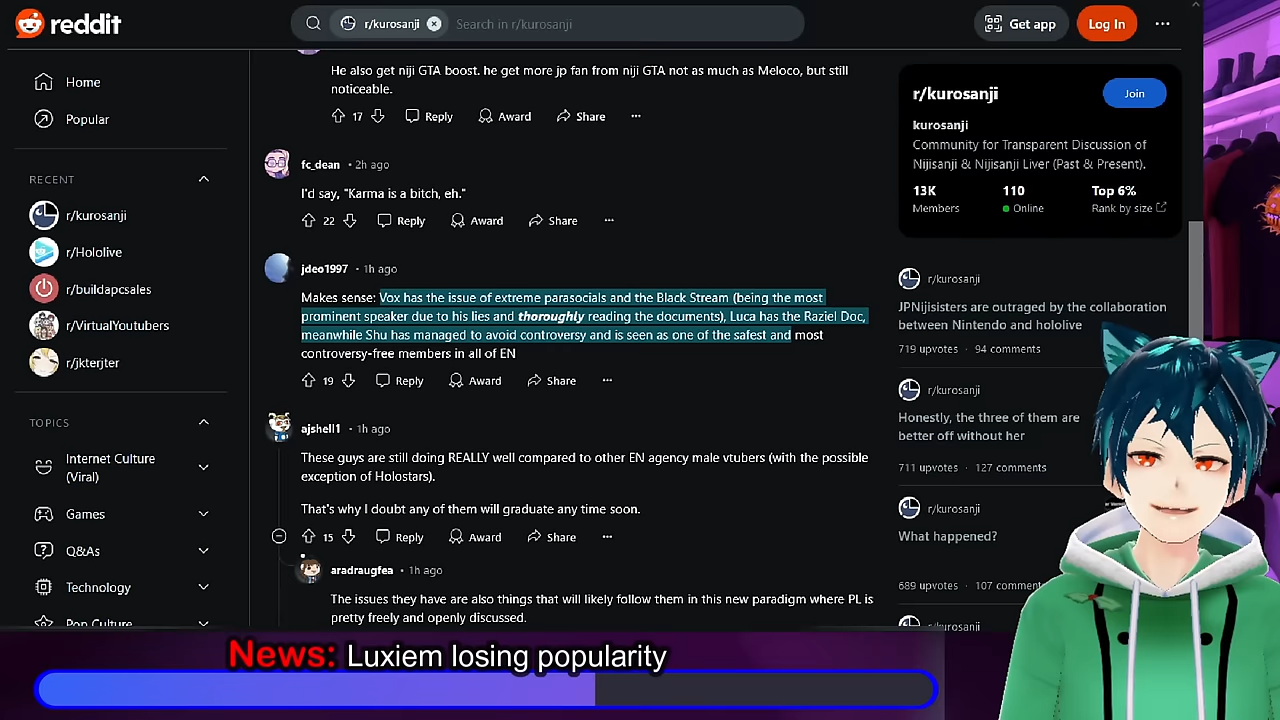 reddit
r/kurosanji
Search in r/kurosanji
Get app
Log In
Home
Popular
RECENT
r/kurosanji
r/Hololive
r/buildapcsales
r/VirtualYoutubers
r/jkterjter
TOPICS
Internet Culture
(Viral)
Games
Q&As
Technology
Pop Culture
He also get niji GTA boost. he get more jp fan from niji GTA not as much as Meloco, but still
noticeable.
17 Reply Award Share
fc_dean • 2h ago
I'd say, "Karma is a bitch, eh."
22 Reply Award Share
jdeo1997 • 1h ago
Makes sense: Vox has the issue of extreme parasocials and the Black Stream (being the most
prominent speaker due to his lies and thoroughly reading the documents), Luca has the Raziel Doc,
meanwhile Shu has managed to avoid controversy and is seen as one of the safest and most
controversy-free members in all of EN
19 Reply Award Share
ajshell1 • 1h ago
These guys are still doing REALLY well compared to other EN agency male vtubers (with the possible
exception of Holostars).
That's why I doubt any of them will graduate any time soon.
15 Reply Award Share
aradraugfea • 1h ago
The issues they have are also things that will likely follow them in this new paradigm where PL is
pretty freely and openly discussed.
r/kurosanji
Join
kurosanji
Community for Transparent Discussion of
Nijisanji & Nijisanji Liver (Past & Present).
13K 110 Top 6%
Members Online Rank by size
r/kurosanji
JPNijisisters are outraged by the collaboration
between Nintendo and hololive
719 upvotes • 94 comments
r/kurosanji
Honestly, the three of them are
better off without her
711 upvotes • 127 comments
r/kurosanji
What happened?
689 upvotes • 107 comment
r/kurosanji
News: Luxiem losing popularity